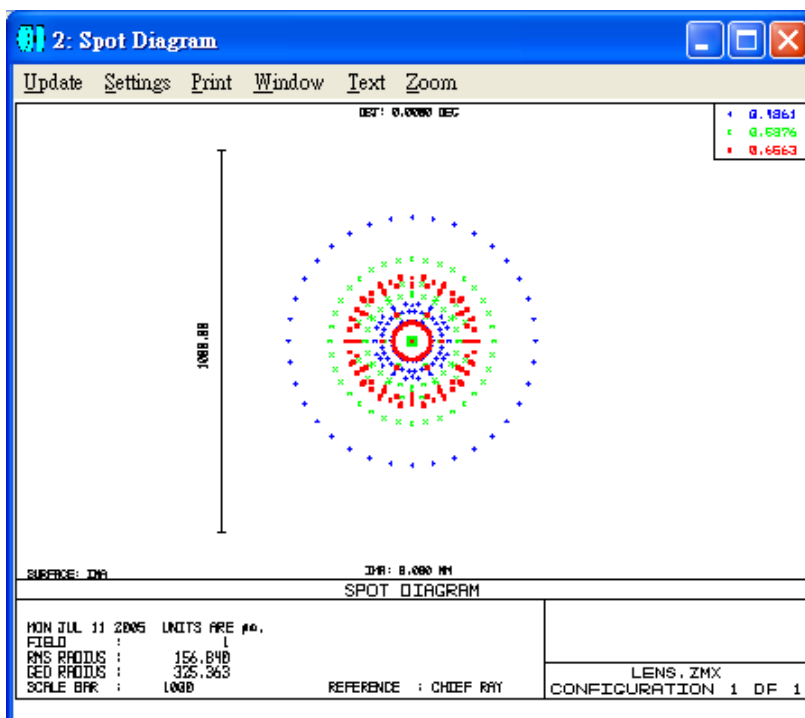 2: Spot Diagram
Update Settings Print Window Text Zoom
OBJ: 0.0000 DEG
0.4861
0.5876
0.6563
1000.00
SURFACE: IMA
IMA: 0.000 MM
SPOT DIAGRAM
MON JUL 11 2005 UNITS ARE µm.
FIELD : 1
RMS RADIUS : 156.840
GEO RADIUS : 325.363
SCALE BAR : 1000
REFERENCE : CHIEF RAY
LENS.ZMX
CONFIGURATION 1 OF 1